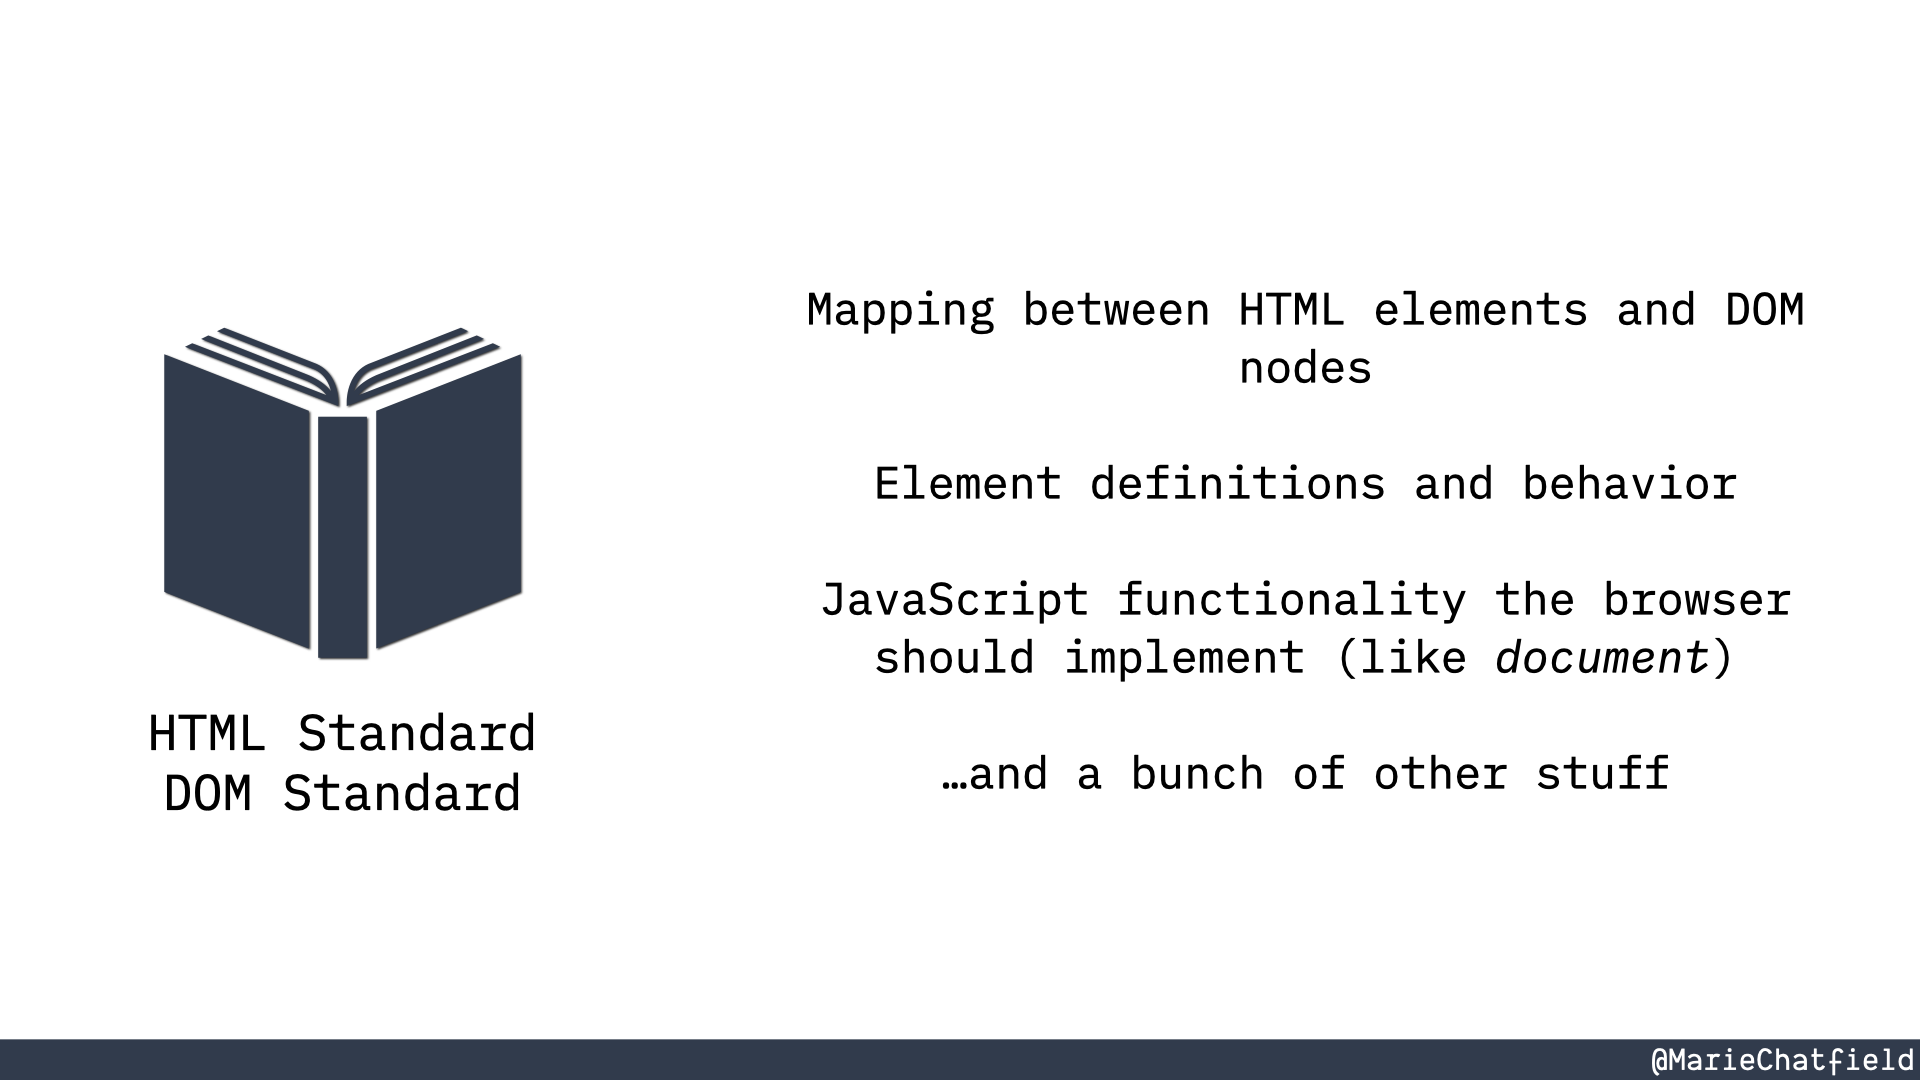 HTML Standard
DOM Standard
Mapping between HTML elements and DOM
nodes
Element definitions and behavior
JavaScript functionality the browser
should implement (like document)
…and a bunch of other stuff
@MarieChatfield